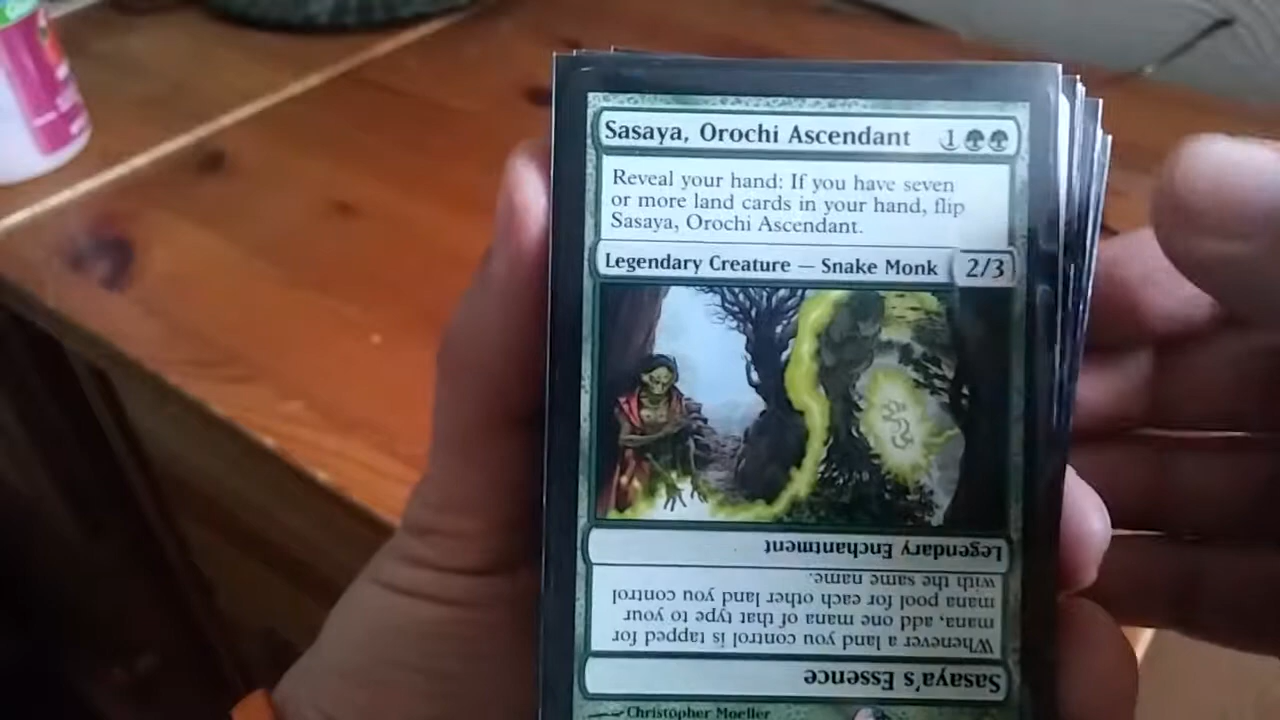 Sasaya, Orochi Ascendant 1
Reveal your hand: If you have seven
or more land cards in your hand, flip
Sasaya, Orochi Ascendant.
Legendary Creature — Snake Monk 2/3
Legendary Enchantment
Whenever a land you control is tapped for
mana, add one mana of that type to your
mana pool for each other land you control
with the same name.
Sasaya's Essence
Christopher Moeller